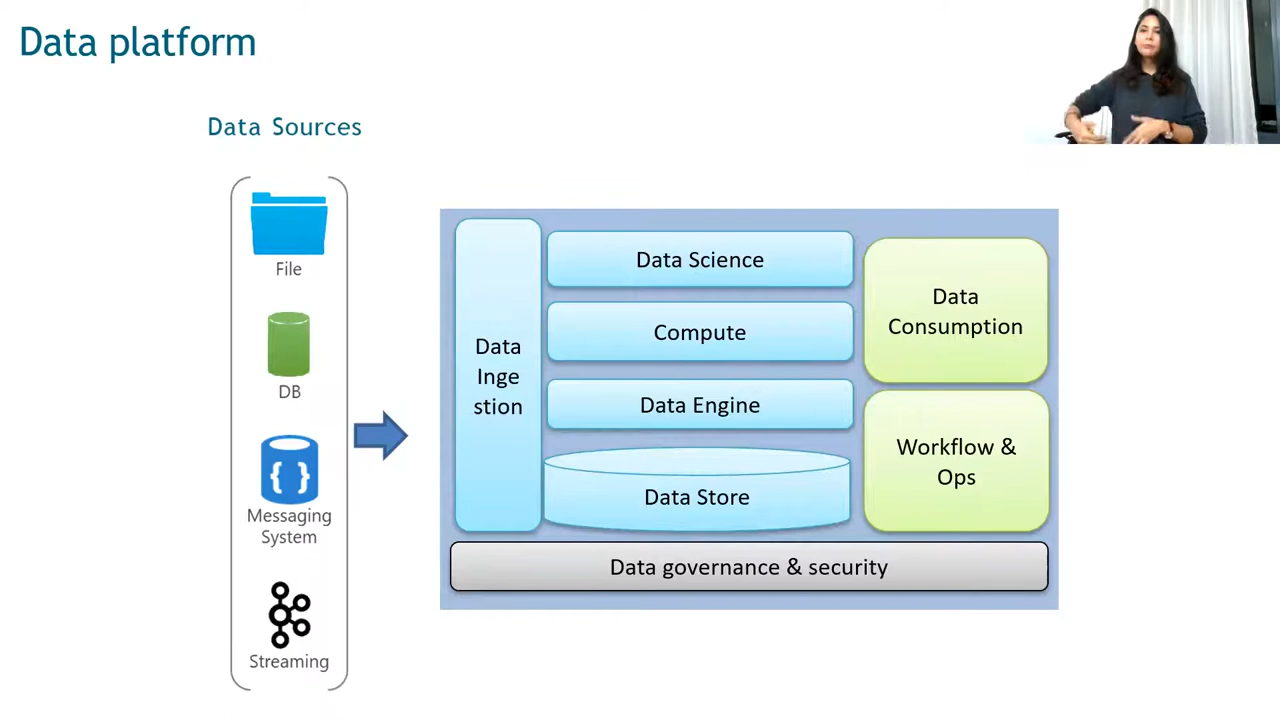 Data platform
Data Sources
File
DB
Messaging
System
Streaming
Data
Inge
stion
Data Science
Compute
Data Engine
Data Store
Data
Consumption
Workflow &
Ops
Data governance & security